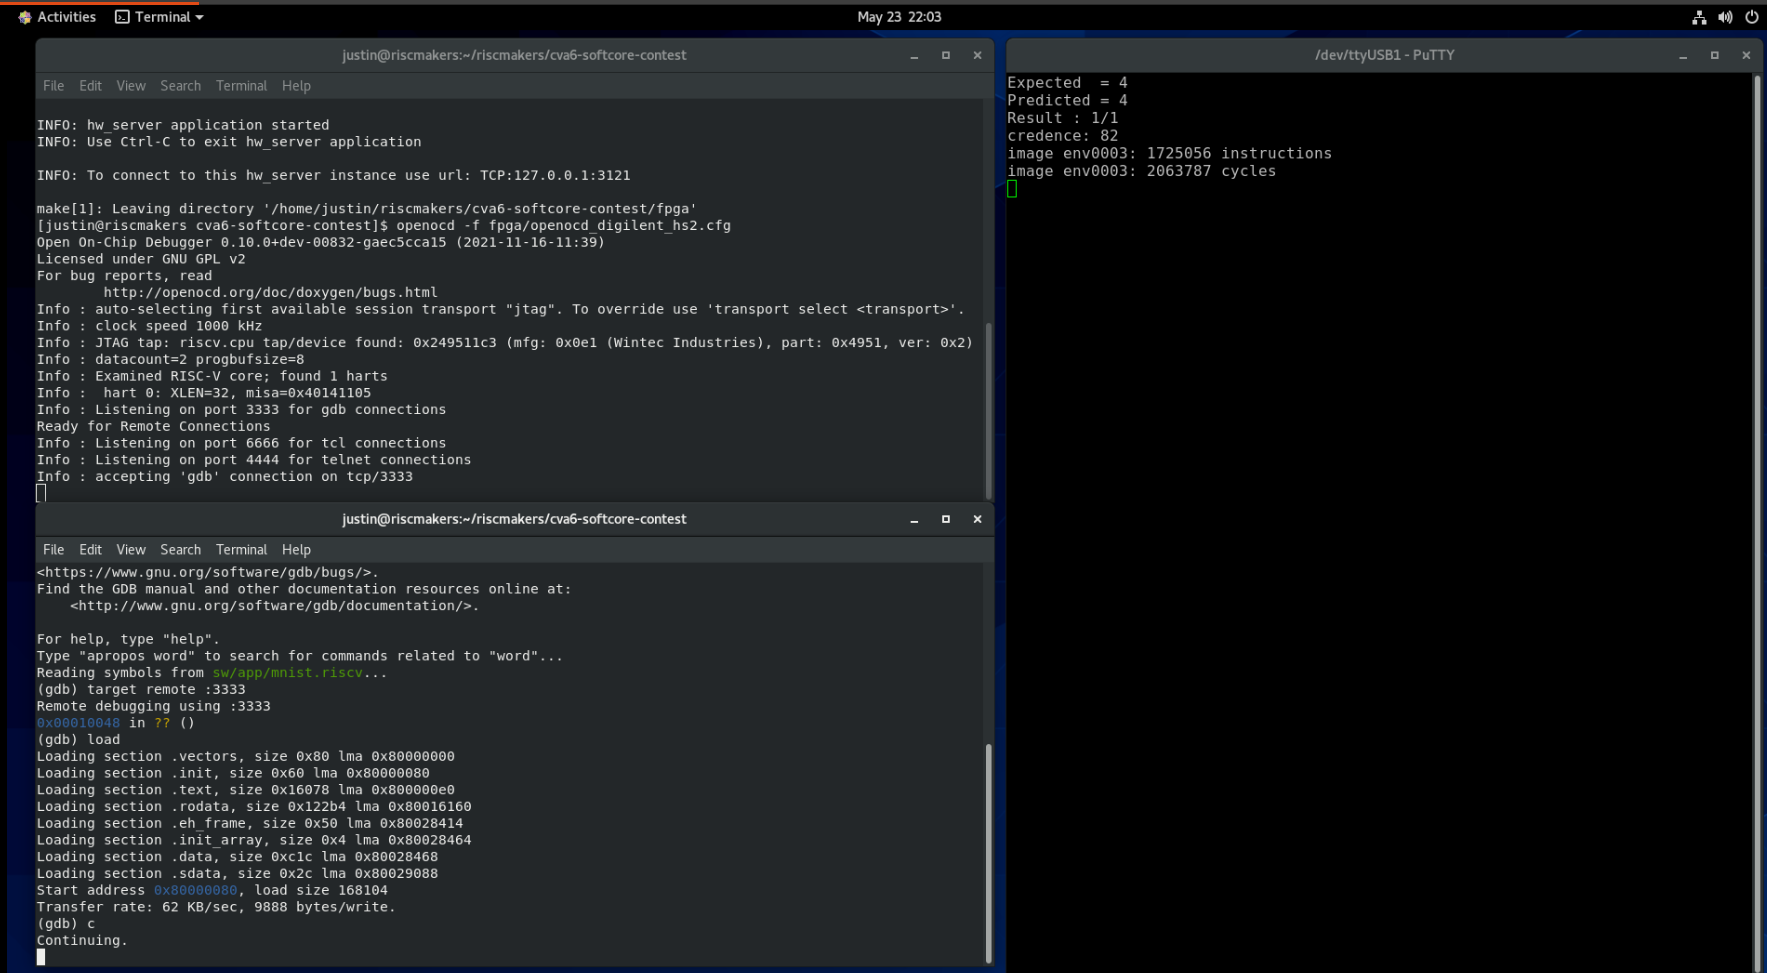 Activities Terminal May 23 22:03
justin@riscmakers:~/riscmakers/cva6-softcore-contest
File Edit View Search Terminal Help
INFO: hw_server application started
INFO: Use Ctrl-C to exit hw_server application
INFO: To connect to this hw_server instance use url: TCP:127.0.0.1:3121
make[1]: Leaving directory '/home/justin/riscmakers/cva6-softcore-contest/fpga'
[justin@riscmakers cva6-softcore-contest]$ openocd -f fpga/openocd_digilent_hs2.cfg
Open On-Chip Debugger 0.10.0+dev-00832-gaec5cca15 (2021-11-16-11:39)
Licensed under GNU GPL v2
For bug reports, read
http://openocd.org/doc/doxygen/bugs.html
Info : auto-selecting first available session transport "jtag". To override use 'transport select <transport>'.
Info : clock speed 1000 kHz
Info : JTAG tap: riscv.cpu tap/device found: 0x249511c3 (mfg: 0x0e1 (Wintec Industries), part: 0x4951, ver: 0x2)
Info : datacount=2 progbufsize=8
Info : Examined RISC-V core; found 1 harts
Info :  hart 0: XLEN=32, misa=0x40141105
Info : Listening on port 3333 for gdb connections
Ready for Remote Connections
Info : Listening on port 6666 for tcl connections
Info : Listening on port 4444 for telnet connections
Info : accepting 'gdb' connection on tcp/3333
justin@riscmakers:~/riscmakers/cva6-softcore-contest
File Edit View Search Terminal Help
<https://www.gnu.org/software/gdb/bugs/>.
Find the GDB manual and other documentation resources online at:
<http://www.gnu.org/software/gdb/documentation/>.
For help, type "help".
Type "apropos word" to search for commands related to "word"...
Reading symbols from sw/app/mnist.riscv...
(gdb) target remote :3333
Remote debugging using :3333
0x00010048 in ?? ()
(gdb) load
Loading section .vectors, size 0x80 lma 0x80000000
Loading section .init, size 0x60 lma 0x80000080
Loading section .text, size 0x16078 lma 0x800000e0
Loading section .rodata, size 0x122b4 lma 0x80016160
Loading section .eh_frame, size 0x50 lma 0x80028414
Loading section .init_array, size 0x4 lma 0x80028464
Loading section .data, size 0xc1c lma 0x80028468
Loading section .sdata, size 0x2c lma 0x80029088
Start address 0x80000080, load size 168104
Transfer rate: 62 KB/sec, 9888 bytes/write.
(gdb) c
Continuing.
/dev/ttyUSB1 - PuTTY
Expected  = 4
Predicted = 4
Result : 1/1
credence: 82
image env0003: 1725056 instructions
image env0003: 2063787 cycles